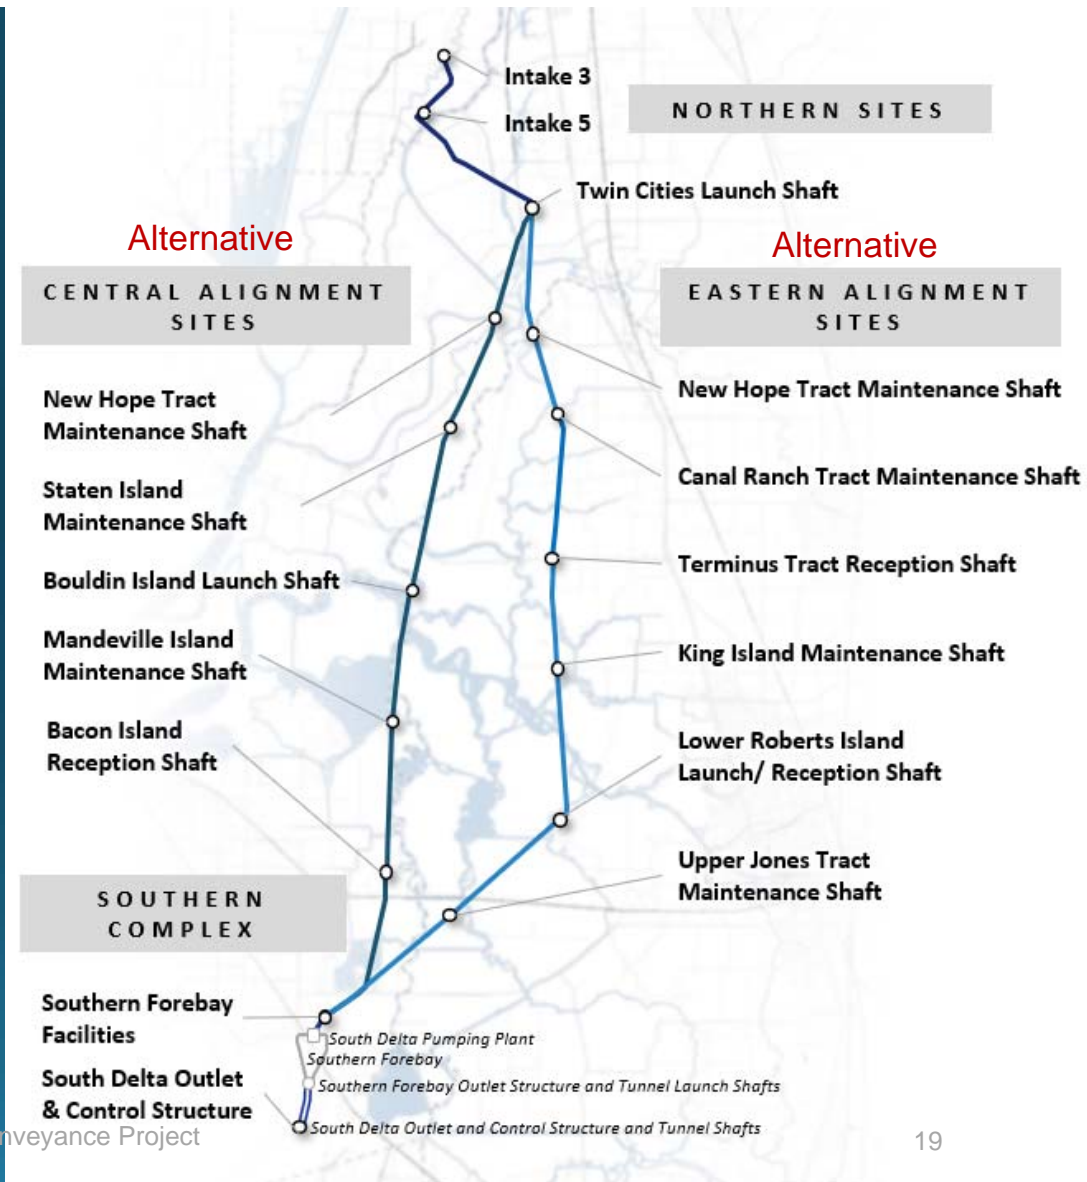 Intake 3
NORTHERN SITES
Intake 5
Twin Cities Launch Shaft
Alternative
CENTRAL ALIGNMENT
SITES
New Hope Tract
Maintenance Shaft
Staten Island
Maintenance Shaft
Bouldin Island Launch Shaft
Mandeville Island
Maintenance Shaft
Bacon Island
Reception Shaft
Alternative
EASTERN ALIGNMENT
SITES
New Hope Tract Maintenance Shaft
Canal Ranch Tract Maintenance Shaft
Terminus Tract Reception Shaft
King Island Maintenance Shaft
Lower Roberts Island
Launch/ Reception Shaft
Upper Jones Tract
Maintenance Shaft
SOUTHERN
COMPLEX
Southern Forebay
Facilities
South Delta Outlet
& Control Structure
South Delta Pumping Plant
Southern Forebay
Southern Forebay Outlet Structure and Tunnel Launch Shafts
South Delta Outlet and Control Structure and Tunnel Shafts
nveyance Project
19